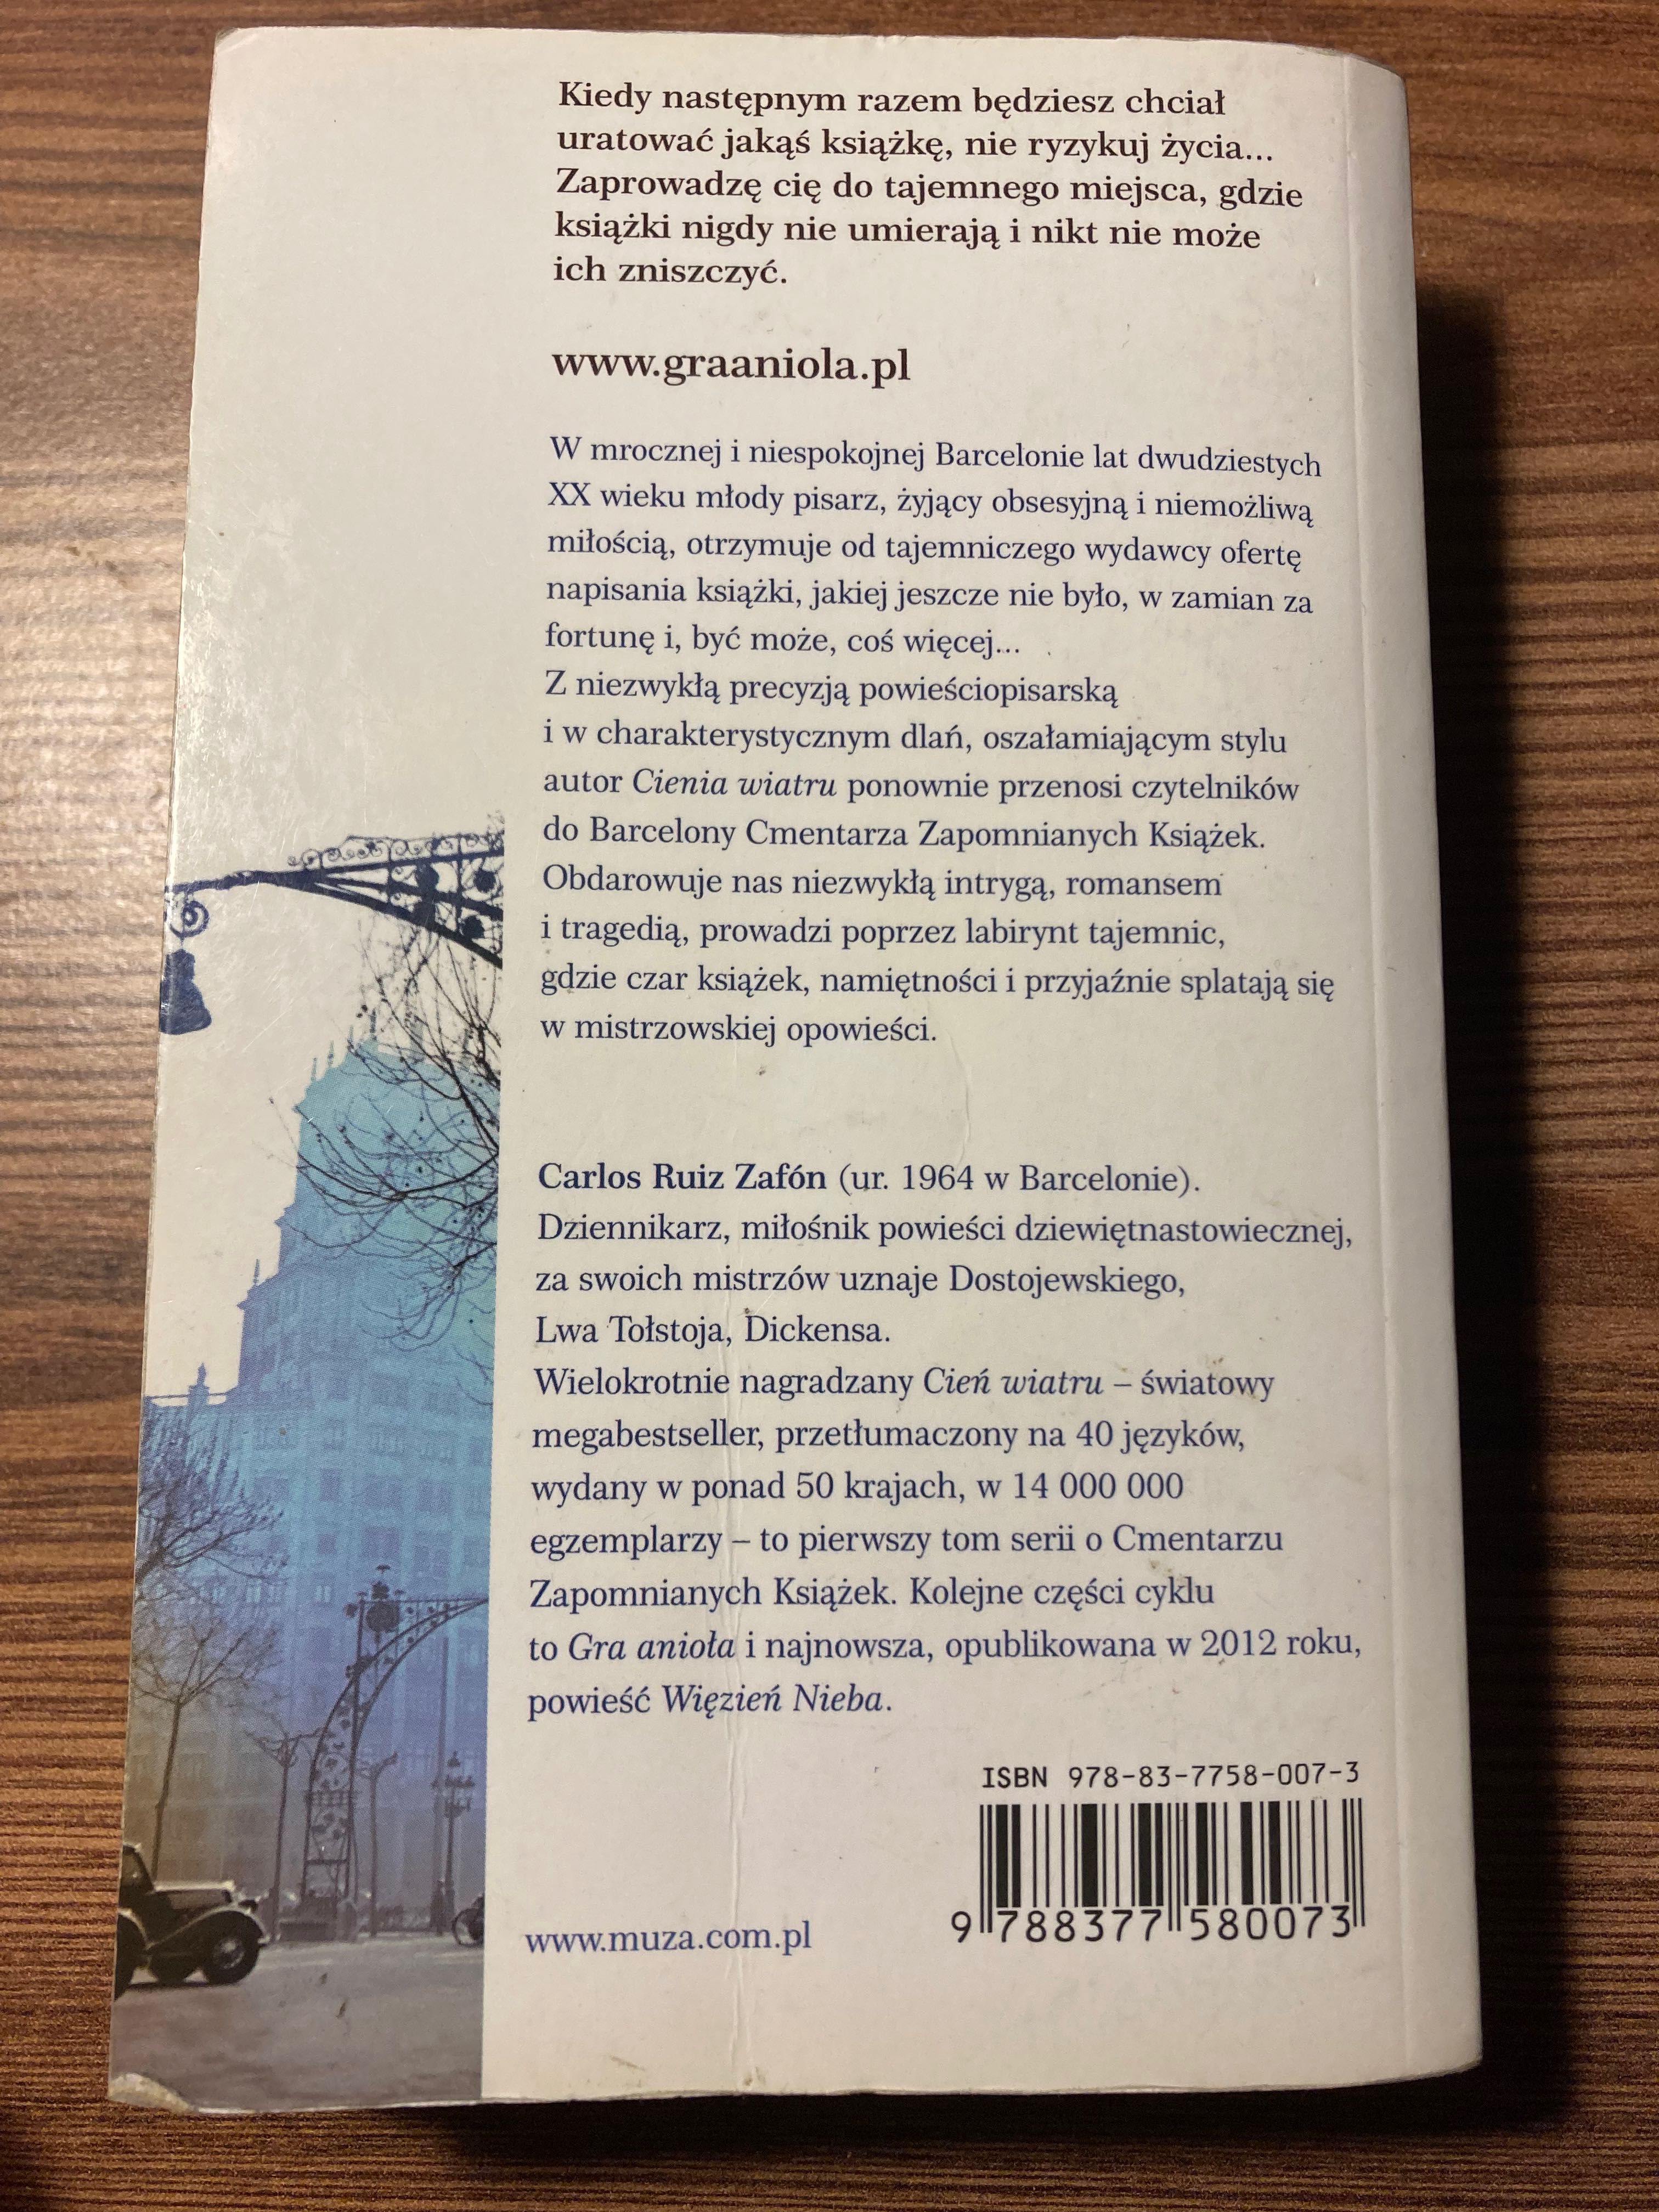 Kiedy następnym razem będziesz chciał
uratować jakąś książkę, nie ryzykuj życia...
Zaprowadzę cię do tajemnego miejsca, gdzie
książki nigdy nie umierają i nikt nie może
ich zniszczyć.
www.graaniola.pl
W mrocznej i niespokojnej Barcelonie lat dwudziestych
XX wieku młody pisarz, żyjący obsesyjną i niemożliwą
miłością, otrzymuje od tajemniczego wydawcy ofertę
napisania książki, jakiej jeszcze nie było, w zamian za
fortunę i, być może, coś więcej...
Z niezwykłą precyzją powieściopisarską
i w charakterystycznym dlań, oszałamiającym stylu
autor Cienia wiatru ponownie przenosi czytelników
do Barcelony Cmentarza Zapomnianych Książek.
Obdarowuje nas niezwykłą intrygą, romansem
i tragedią, prowadzi poprzez labirynt tajemnic,
gdzie czar książek, namiętności i przyjaźnie splatają się
w mistrzowskiej opowieści.
Carlos Ruiz Zafón (ur. 1964 w Barcelonie).
Dziennikarz, miłośnik powieści dziewiętnastowiecznej,
za swoich mistrzów uznaje Dostojewskiego,
Lwa Tołstoja, Dickensa.
Wielokrotnie nagradzany Cień wiatru – światowy
megabestseller, przetłumaczony na 40 języków,
wydany w ponad 50 krajach, w 14 000 000
egzemplarzy – to pierwszy tom serii o Cmentarzu
Zapomnianych Książek. Kolejne części cyklu
to Gra anioła i najnowsza, opublikowana w 2012 roku,
powieść Więzień Nieba.
ISBN 978-83-7758-007-3
9 788377 580073
www.muza.com.pl